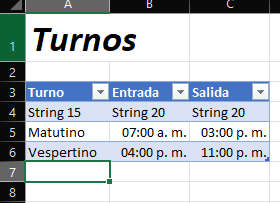 A B C
1 Turnos
2
3 Turno Entrada Salida
4 String 15 String 20 String 20
5 Matutino 07:00 a. m. 03:00 p. m.
6 Vespertino 04:00 p. m. 11:00 p. m.
7
8